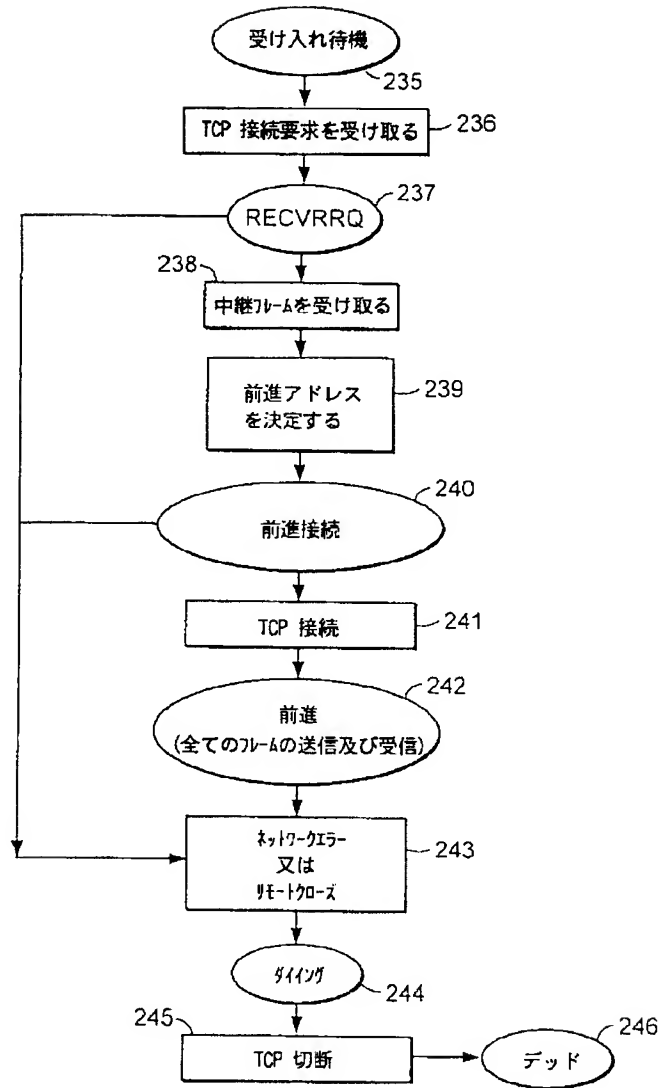 受け入れ待機
235
TCP 接続要求を受け取る
236
237
RECVRRQ
238
中継フレームを受け取る
前進アドレス
を決定する
239
240
前進接続
TCP 接続
241
242
前進
(全てのフレームの送信及び受信)
ネットワークエラー
又は
リモートクローズ
243
ダイイング
244
245
TCP 切断
246
デッド